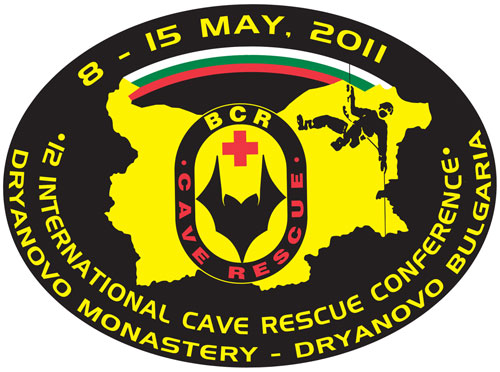 8 - 15 MAY, 2011
BCR
• CAVE RESCUE •
• 12 INTERNATIONAL CAVE RESCUE CONFERENCE •
DRYANOVO MONASTERY - DRYANOVO BULGARIA